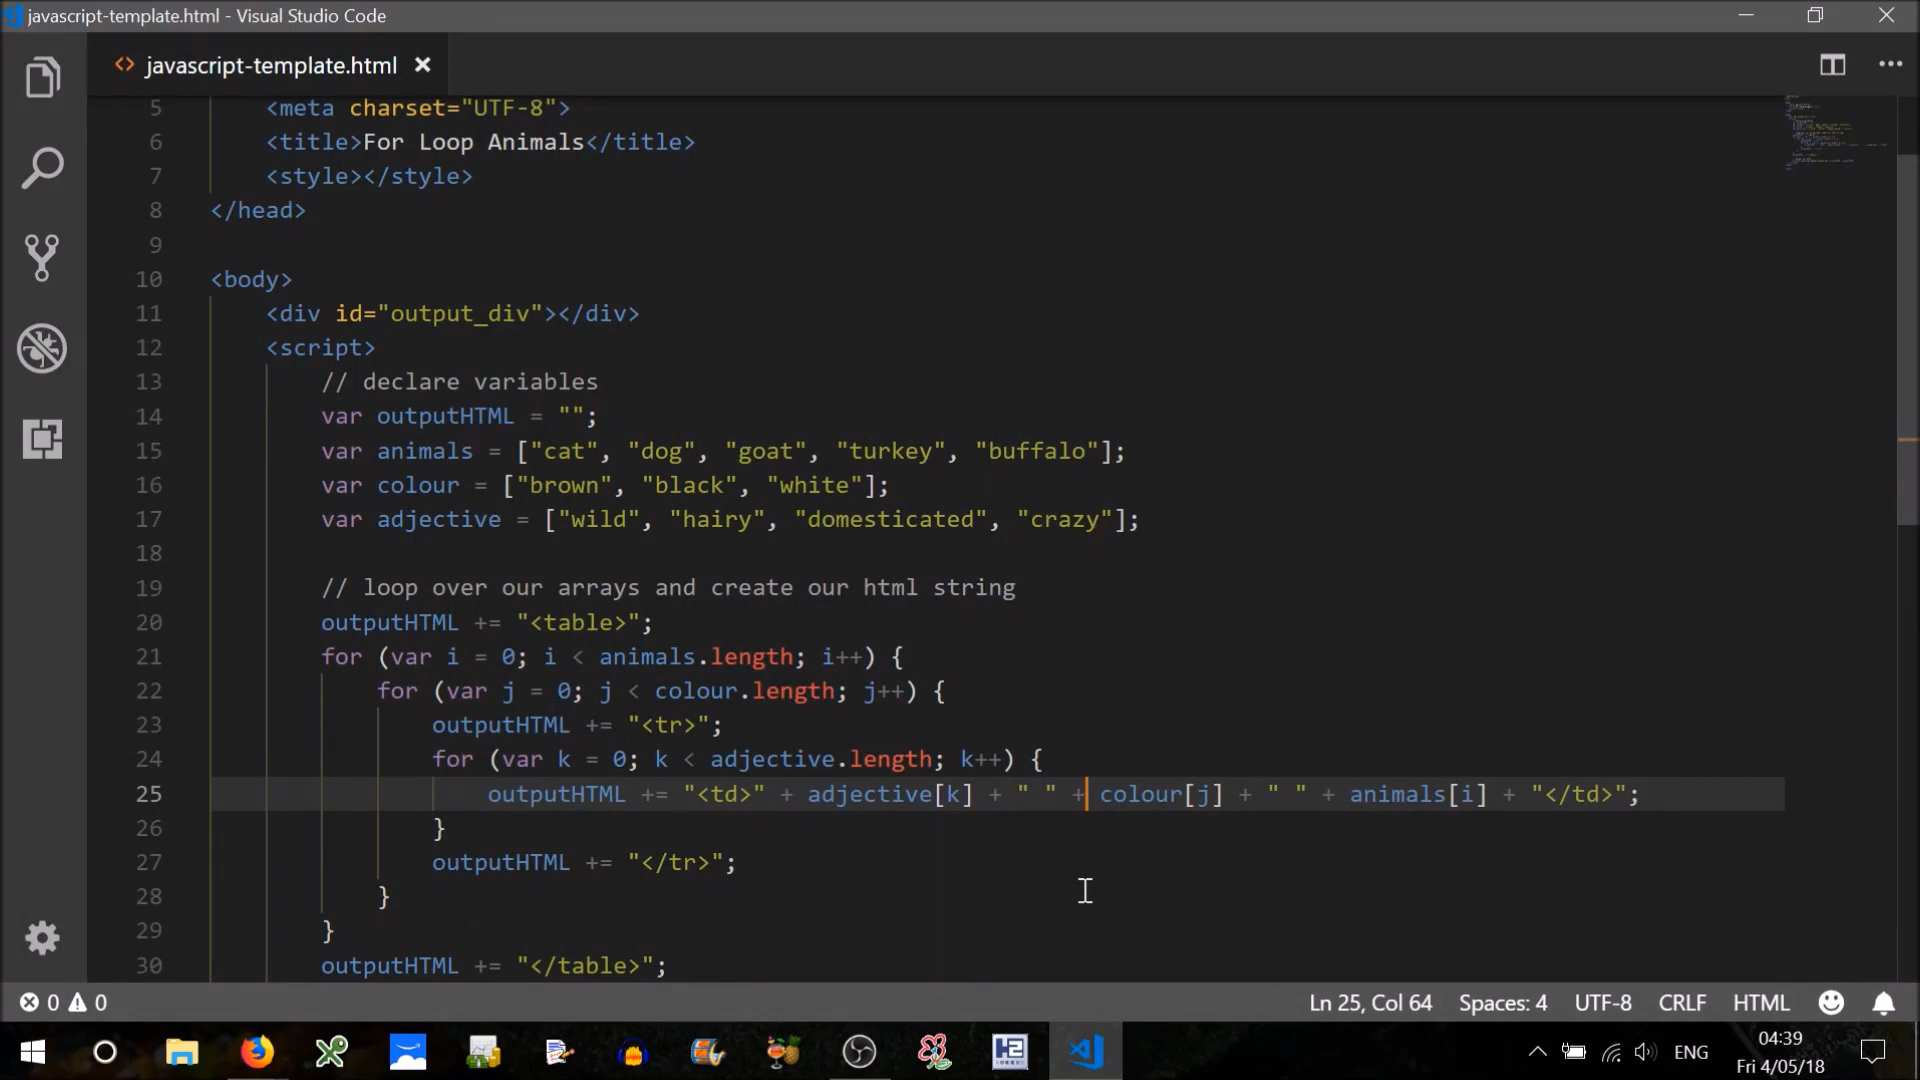 javascript-template.html - Visual Studio Code
javascript-template.html
5 <meta charset="UTF-8">
6 <title>For Loop Animals</title>
7 <style></style>
8 </head>
9
10 <body>
11 <div id="output_div"></div>
12 <script>
13 // declare variables
14 var outputHTML = "";
15 var animals = ["cat", "dog", "goat", "turkey", "buffalo"];
16 var colour = ["brown", "black", "white"];
17 var adjective = ["wild", "hairy", "domesticated", "crazy"];
18
19 // loop over our arrays and create our html string
20 outputHTML += "<table>";
21 for (var i = 0; i < animals.length; i++) {
22 for (var j = 0; j < colour.length; j++) {
23 outputHTML += "<tr>";
24 for (var k = 0; k < adjective.length; k++) {
25 outputHTML += "<td>" + adjective[k] + " " + colour[j] + " " + animals[i] + "</td>";
26 }
27 outputHTML += "</tr>";
28 }
29 }
30 outputHTML += "</table>";
0 0 Ln 25, Col 64 Spaces: 4 UTF-8 CRLF HTML
ENG
04:39
Fri 4/05/18